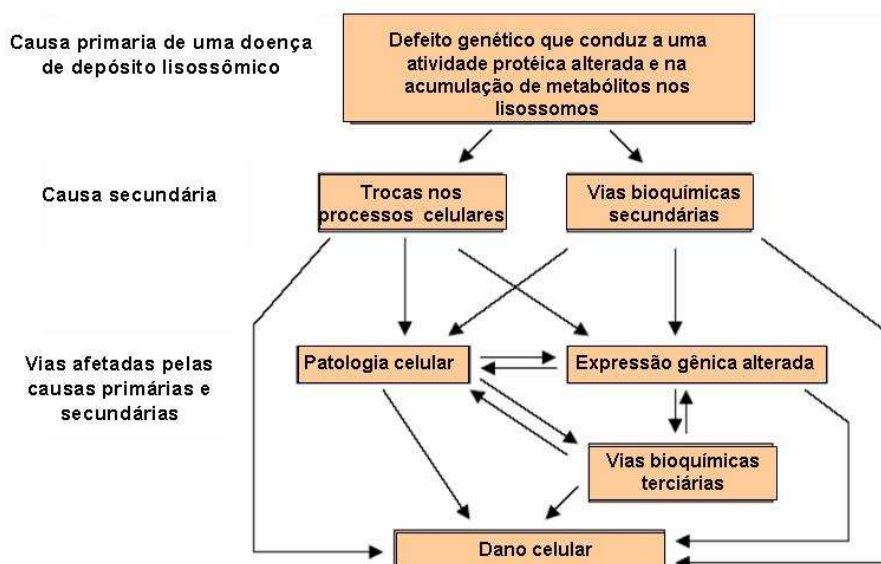 Causa primaria de uma doença
de depósito lisossômico
Defeito genético que conduz a uma
atividade protéica alterada e na
acumulação de metabólitos nos
lisossomos
Causa secundária
Trocas nos
processos celulares
Vias bioquímicas
secundárias
Vias afetadas pelas
causas primárias e
secundárias
Patologia celular
Expressão gênica alterada
Vias bioquímicas
terciárias
Dano celular